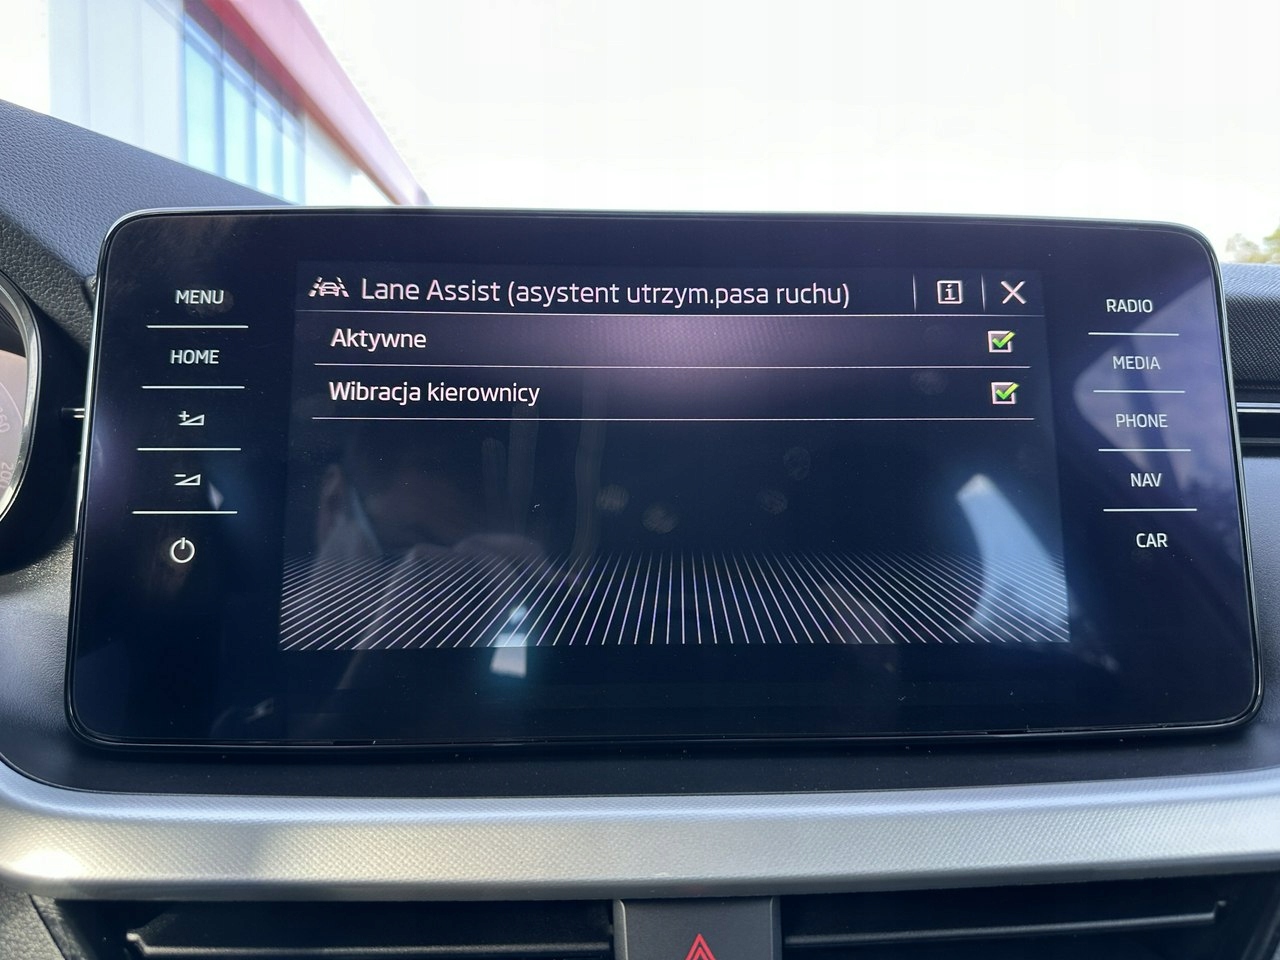 Lane Assist (asystent utrzym.pasa ruchu)
Aktywne
Wibracja kierownicy
MENU
HOME
RADIO
MEDIA
PHONE
NAV
CAR